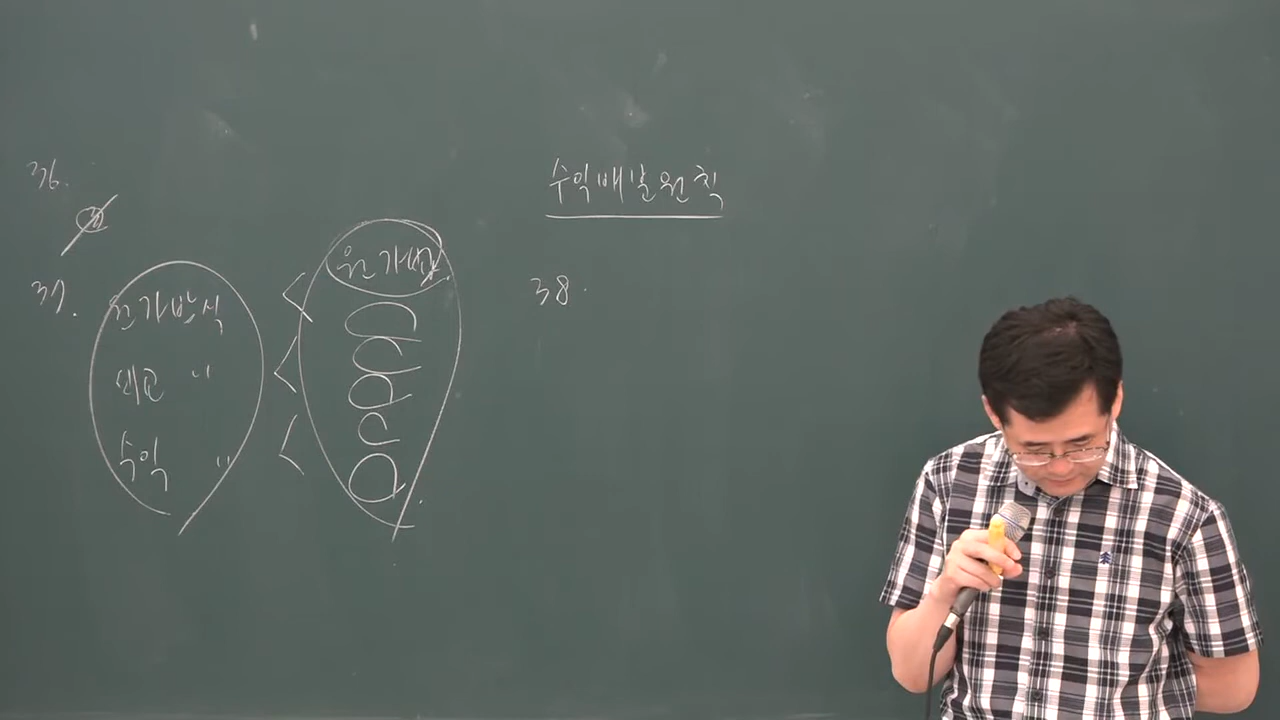 36.
37. 원가방식
비교 〃
수익 〃
원가법
수익배분원칙
38.